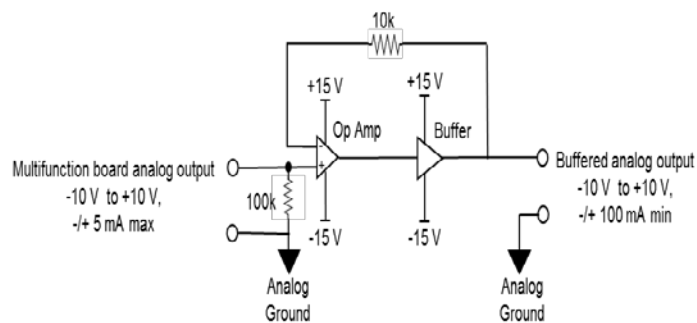 10k
+15 V
+15 V
Op Amp
Buffer
-
+
Multifunction board analog output
-10 V to +10 V,
-/+ 5 mA max
100k
-15 V
-15 V
Buffered analog output
-10 V to +10 V,
-/+ 100 mA min
Analog
Ground
Analog
Ground